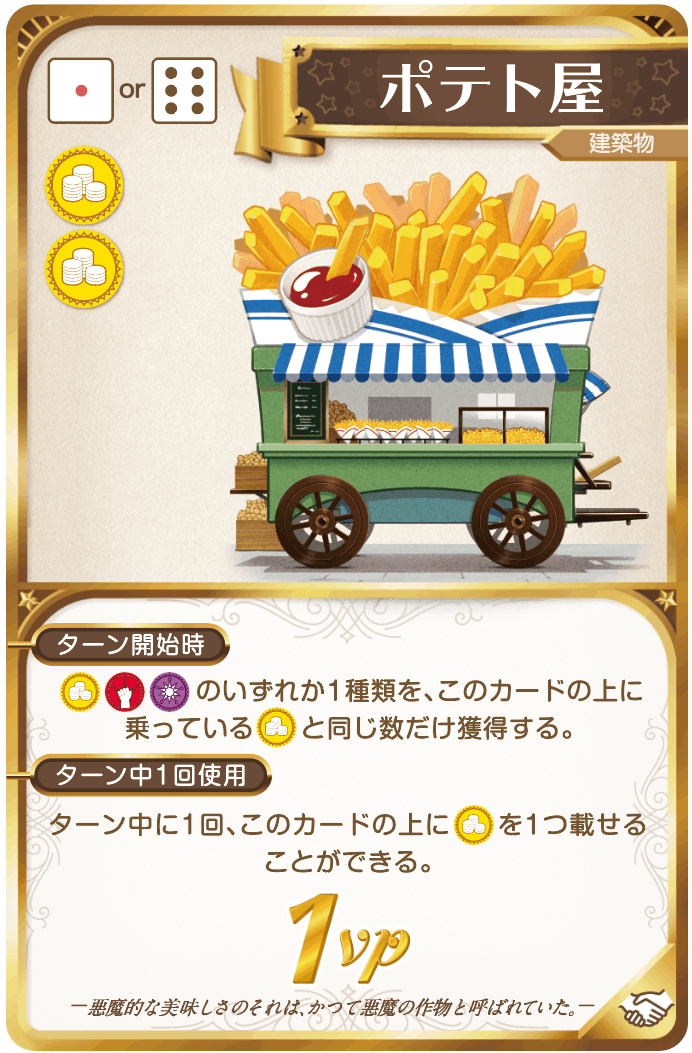 or
ポテト屋
建築物
ターン開始時
のいずれか1種類を、このカードの上に
乗っている と同じ数だけ獲得する。
ターン中1回使用
ターン中に1回、このカードの上に を1つ載せる
ことができる。
1vp
―悪魔的な美味しさのそれは、かつて悪魔の作物と呼ばれていた。―